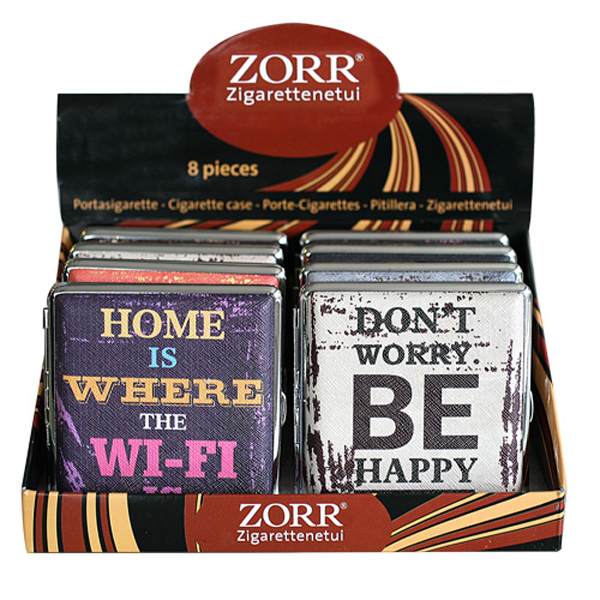 ZORR®
Zigarettenetui
8 pieces
Portasigarette - Cigarette case - Porte-Cigarettes - Pitillera - Zigarettenetui
HOME
IS
WHERE
THE
WI-FI
IS
DON'T
WORRY.
BE
HAPPY
ZORR®
Zigarettenetui